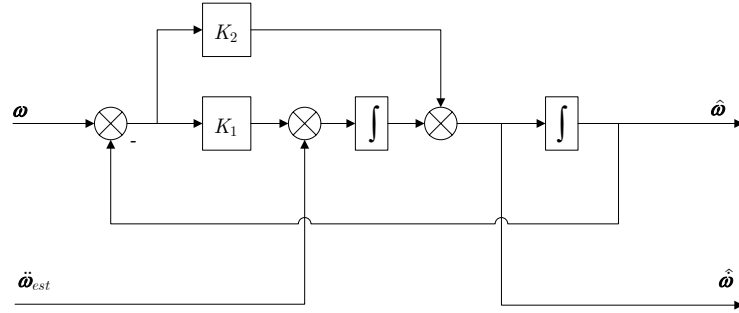 K₂
𝝎
K₁
∫
∫
𝝎̂
-
𝝎̈ₑₛₜ
𝝎̇̂